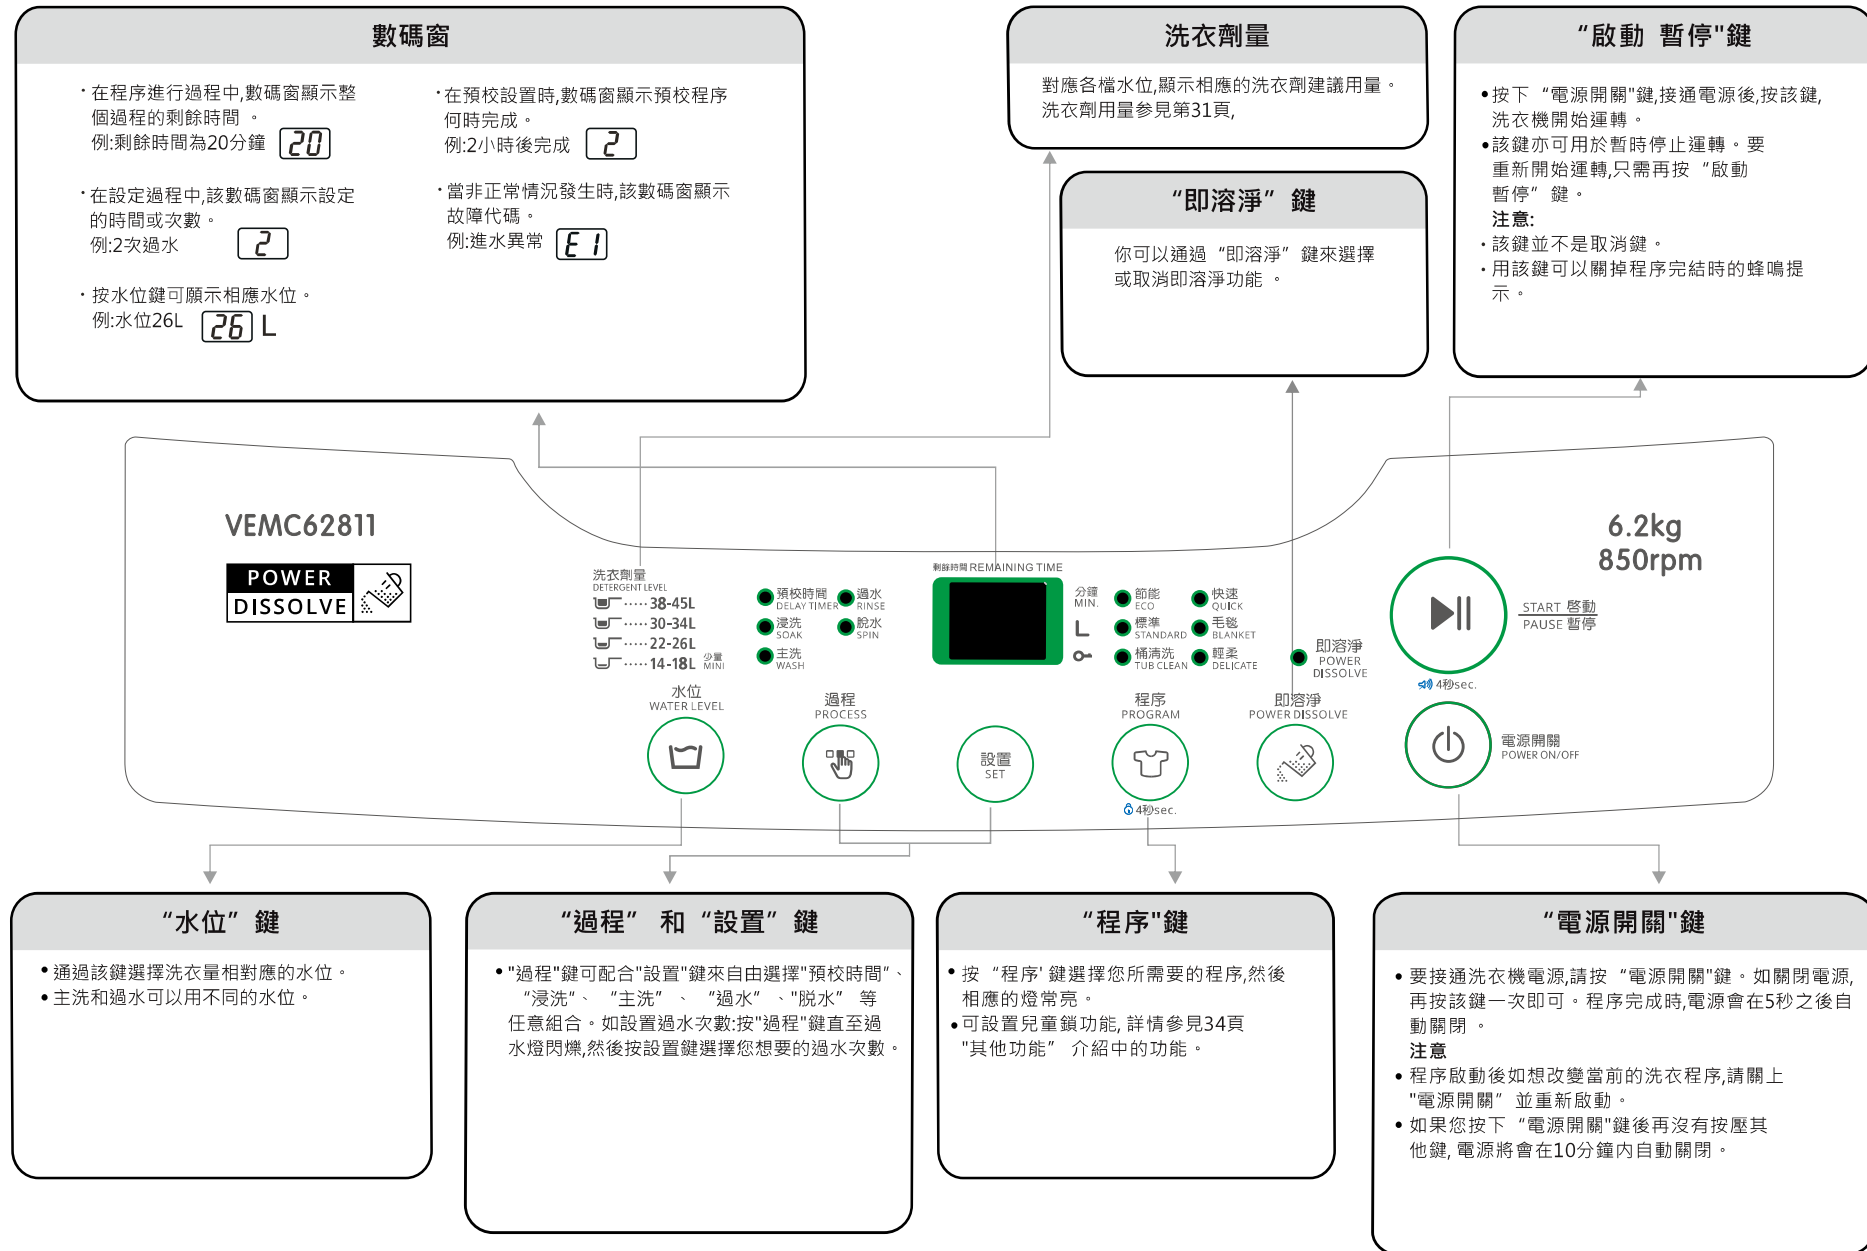 數碼窗
·在程序進行過程中,數碼窗顯示整
個過程的剩餘時間 。
例:剩餘時間為20分鐘 20
·在設定過程中,該數碼窗顯示設定
的時間或次數。
例:2次過水 2
·按水位鍵可願示相應水位。
例:水位26L 26 L
·在預校設置時,數碼窗顯示預校程序
何時完成。
例:2小時後完成 2
·當非正常情況發生時,該數碼窗顯示
故障代碼。
例:進水異常 E1
洗衣劑量
對應各檔水位,顯示相應的洗衣劑建議用量。
洗衣劑用量參見第31頁,
“即溶淨” 鍵
你可以通過 “即溶淨” 鍵來選擇
或取消即溶淨功能 。
“啟動 暫停"鍵
●按下 “電源開關"鍵,接通電源後,按該鍵,
洗衣機開始運轉。
●該鍵亦可用於暫時停止運轉。要
重新開始運轉,只需再按 “啟動
暫停” 鍵。
注意:
·該鍵並不是取消鍵。
·用該鍵可以關掉程序完結時的蜂鳴提
示。
VEMC62811
POWER
DISSOLVE
洗衣劑量
DETERGENT LEVEL
·····38-45L
·····30-34L
·····22-26L
·····14-18L 少量 MINI
預校時間
DELAY TIMER
浸洗
SOAK
主洗
WASH
過水
RINSE
脫水
SPIN
剩餘時間 REMAINING TIME
分鐘
MIN.
L
節能
ECO
標準
STANDARD
桶清洗
TUB CLEAN
快速
QUICK
毛毯
BLANKET
輕柔
DELICATE
即溶淨
POWER
DISSOLVE
6.2kg
850rpm
START 啓動
PAUSE 暫停
4秒sec.
水位
WATER LEVEL
過程
PROCESS
設置
SET
程序
PROGRAM
4秒sec.
即溶淨
POWER DISSOLVE
電源開關
POWER ON/OFF
“水位” 鍵
●通過該鍵選擇洗衣量相對應的水位。
●主洗和過水可以用不同的水位。
“過程” 和 “設置” 鍵
●"過程"鍵可配合"設置"鍵來自由選擇"預校時間"、
“浸洗”、 “主洗” 、 “過水” 、"脱水” 等
任意組合。如設置過水次數:按"過程"鍵直至過
水燈閃爍,然後按設置鍵選擇您想要的過水次數。
“程序"鍵
●按 “程序' 鍵選擇您所需要的程序,然後
相應的燈常亮。
●可設置兒童鎖功能, 詳情參見34頁
"其他功能” 介紹中的功能。
“電源開關"鍵
●要接通洗衣機電源,請按 “電源開關"鍵。如關閉電源,
再按該鍵一次即可。程序完成時,電源會在5秒之後自
動關閉 。
注意
●程序啟動後如想改變當前的洗衣程序,請關上
"電源開關” 並重新啟動。
●如果您按下 “電源開關"鍵後再沒有按壓其
他鍵, 電源將會在10分鐘内自動關閉。